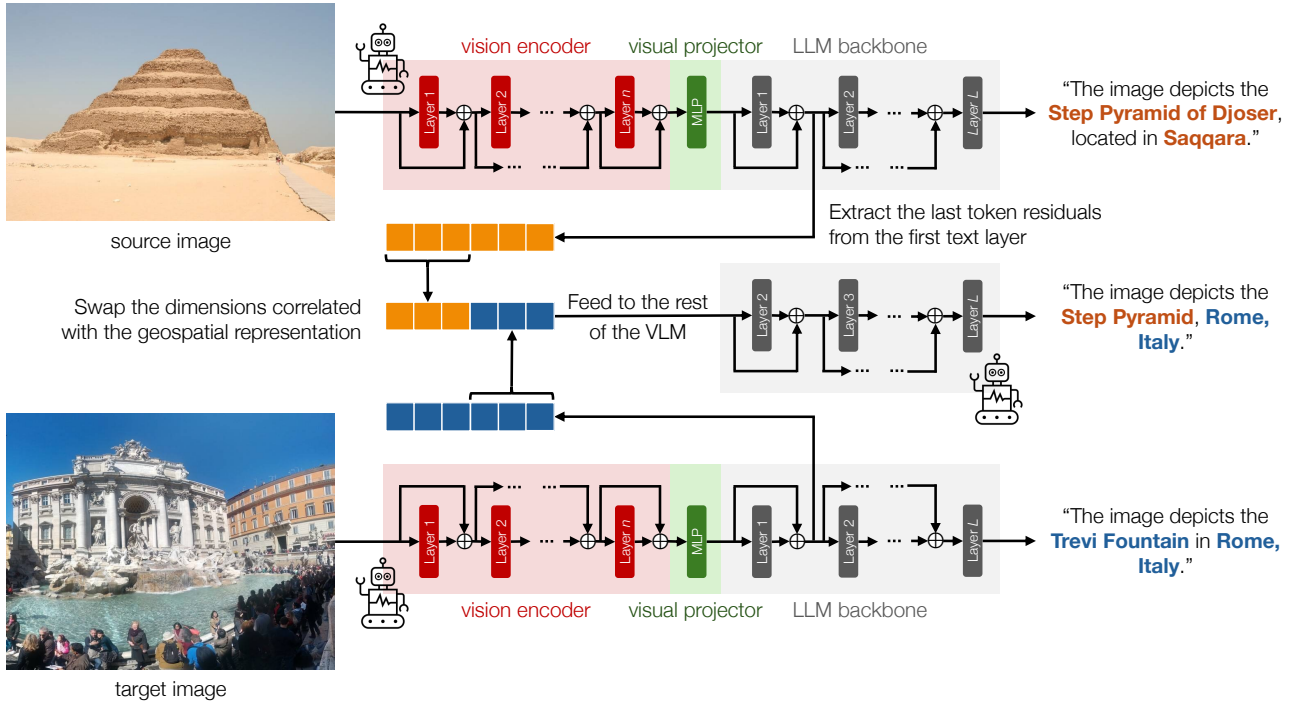 vision encoder
visual projector
LLM backbone
Layer 1
Layer 2
... ...
Layer n
MLP
Layer 1
Layer 2
... ...
Layer L
... ...
... ...
“The image depicts the
Step Pyramid of Djoser,
located in Saqqara.”
source image
Extract the last token residuals
from the first text layer
Swap the dimensions correlated
with the geospatial representation
Feed to the rest
of the VLM
Layer 2
Layer 3
... ...
Layer L
... ...
“The image depicts the
Step Pyramid, Rome,
Italy.”
... ...
... ...
Layer 1
Layer 2
... ...
Layer n
MLP
Layer 1
Layer 2
... ...
Layer L
“The image depicts the
Trevi Fountain in Rome,
Italy.”
vision encoder
visual projector
LLM backbone
target image